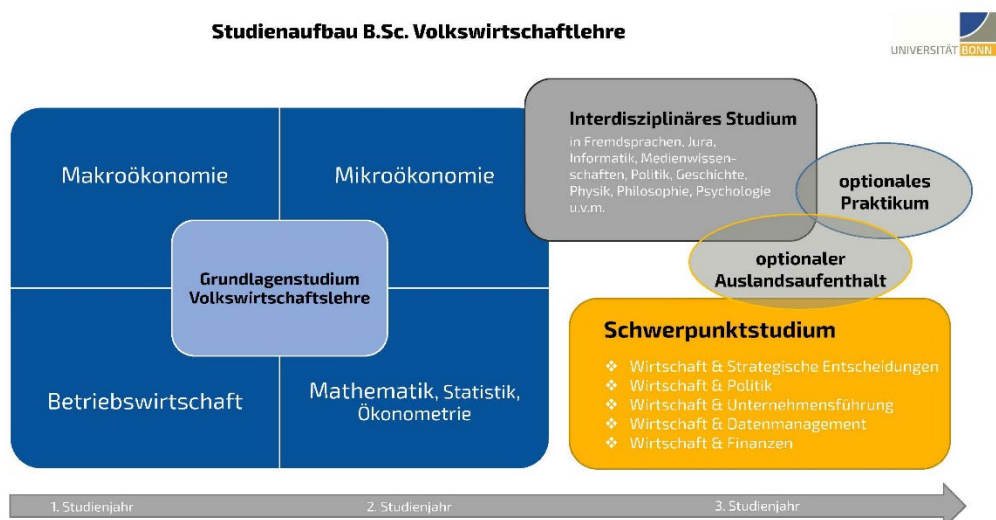 Studienaufbau B.Sc. Volkswirtschaftlehre
UNIVERSITÄT BONN
Makroökonomie
Mikroökonomie
Grundlagenstudium
Volkswirtschaftslehre
Betriebswirtschaft
Mathematik, Statistik,
Ökonometrie
Interdisziplinäres Studium
in Fremdsprachen, Jura,
Informatik, Medienwissen-
schaften, Politik, Geschichte,
Physik, Philosophie, Psychologie
u.v.m.
optionales
Praktikum
optionaler
Auslandsaufenthalt
Schwerpunktstudium
❖ Wirtschaft & Strategische Entscheidungen
❖ Wirtschaft & Politik
❖ Wirtschaft & Unternehmensführung
❖ Wirtschaft & Datenmanagement
❖ Wirtschaft & Finanzen
1. Studienjahr
2. Studienjahr
3. Studienjahr